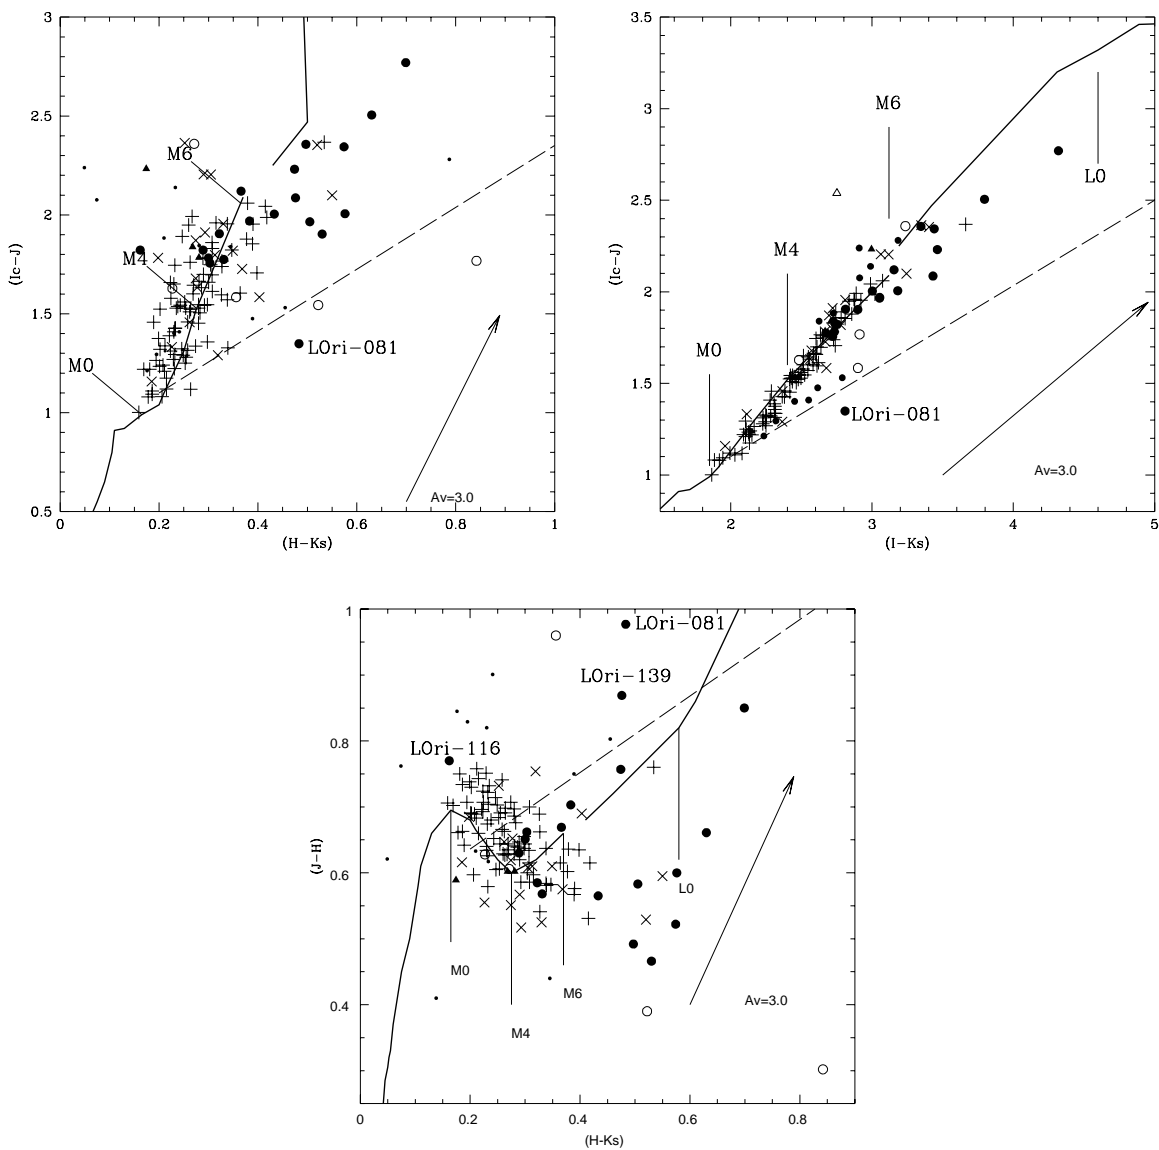 3
2.5
2
1.5
1
0.5
(Ic-J)
M6
M4
M0
LOri-081
Av=3.0
0
0.2
0.4
0.6
0.8
1
(H-Ks)
3.5
3
2.5
2
1.5
1
(Ic-J)
M6
M4
M0
L0
LOri-081
Av=3.0
2
3
4
5
(I-Ks)
1
0.8
0.6
0.4
(J-H)
LOri-081
LOri-139
LOri-116
M0
M4
M6
L0
Av=3.0
0
0.2
0.4
0.6
0.8
(H-Ks)